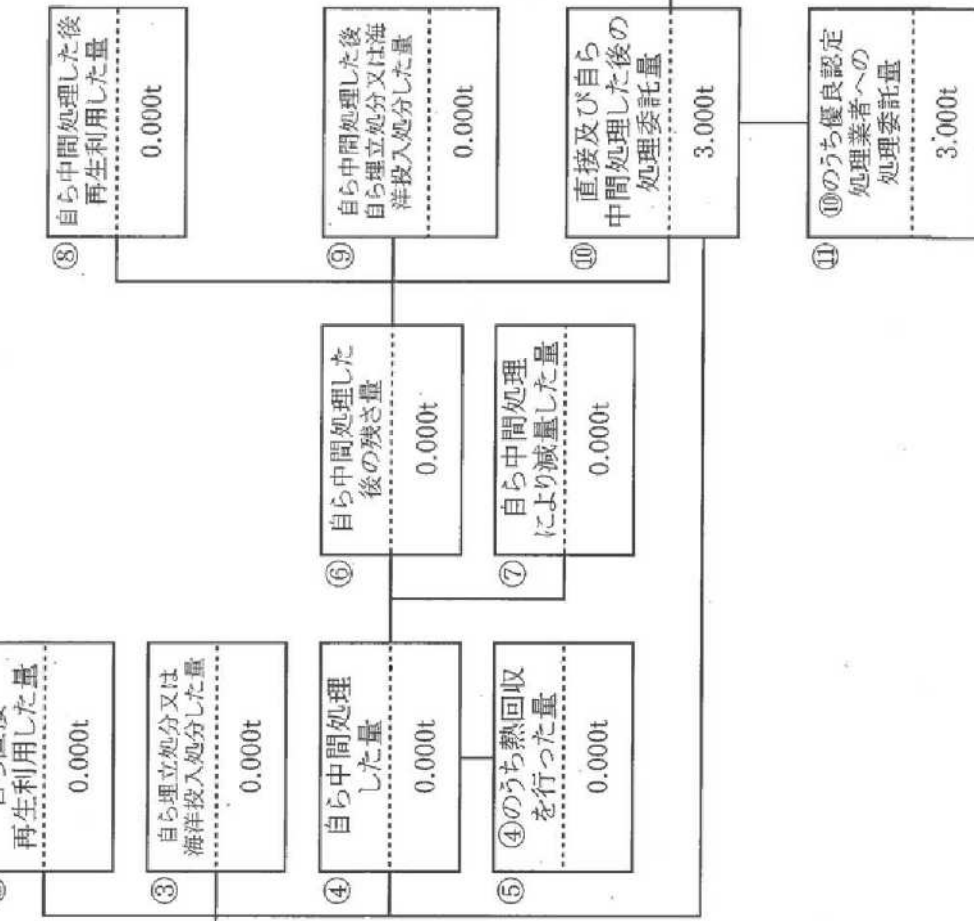 再生利用した量
0.000t
③
自ら埋立処分又は
海洋投入処分した量
0.000t
④
自ら中間処理
した量
0.000t
⑤
④のうち熱回収
を行った量
0.000t
⑥
自ら中間処理した
後の残さ量
0.000t
⑦
自ら中間処理
により減量した量
0.000t
⑧
自ら中間処理した後
再生利用した量
0.000t
⑨
自ら中間処理した後
自ら埋立処分又は海
洋投入処分した量
0.000t
⑩
直接及び自ら
中間処理した後の
処理委託量
3.000t
⑪
⑩のうち優良認定
処理業者への
処理委託量
3.000t